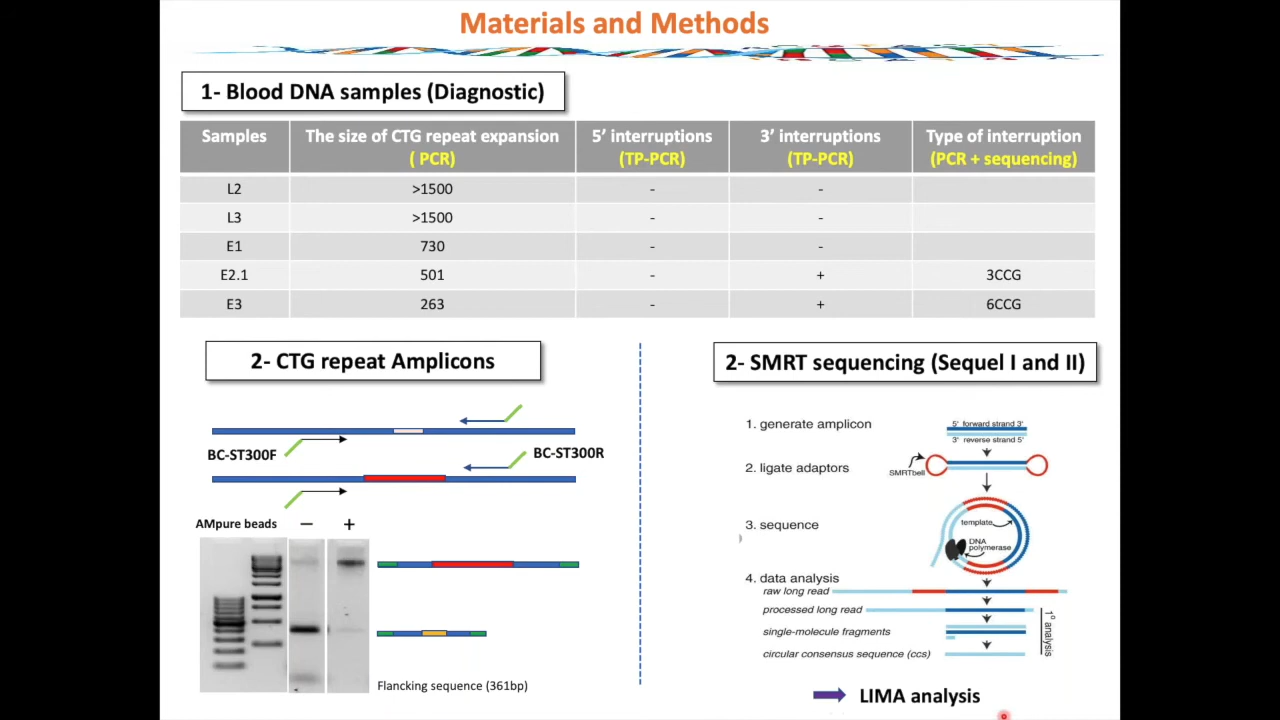 Materials and Methods
1- Blood DNA samples (Diagnostic)
Samples The size of CTG repeat expansion 5’ interruptions 3’ interruptions Type of interruption
( PCR) (TP-PCR) (TP-PCR) (PCR + sequencing)
L2 >1500 - -
L3 >1500 - -
E1 730 - -
E2.1 501 - + 3CCG
E3 263 - + 6CCG
2- CTG repeat Amplicons
BC-ST300F
BC-ST300R
AMpure beads − +
Flancking sequence (361bp)
2- SMRT sequencing (Sequel I and II)
1. generate amplicon
5' forward strand 3'
3' reverse strand 5'
2. ligate adaptors
SMRTbell
3. sequence
template
DNA
polymerase
4. data analysis
raw long read
processed long read
single-molecule fragments
circular consensus sequence (ccs)
1° analysis
LIMA analysis